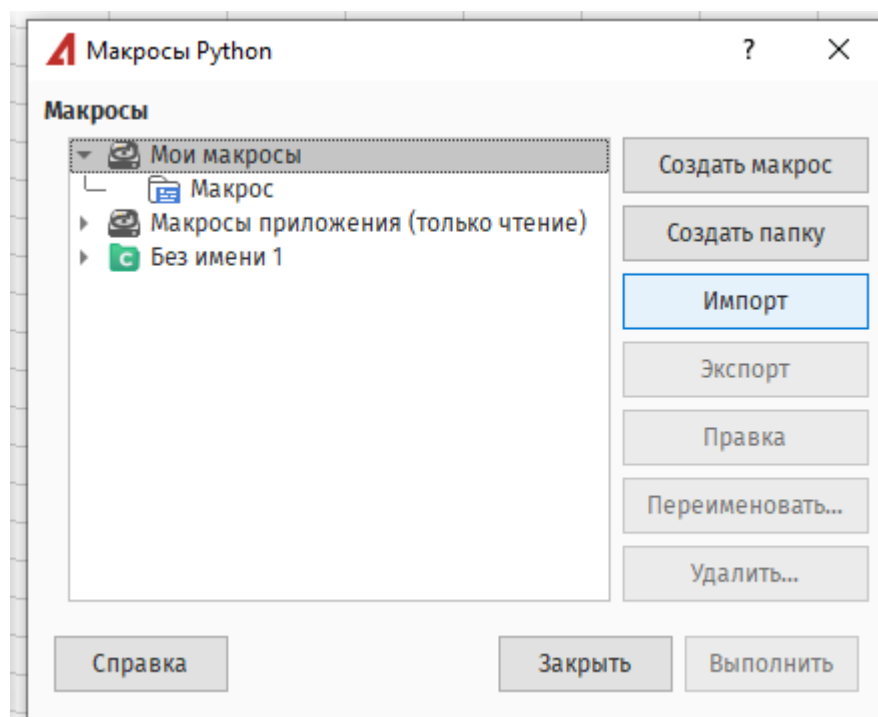 Макросы Python
?
Макросы
Мои макросы
Макрос
Макросы приложения (только чтение)
Без имени 1
Создать макрос
Создать папку
Импорт
Экспорт
Правка
Переименовать...
Удалить...
Справка
Закрыть
Выполнить